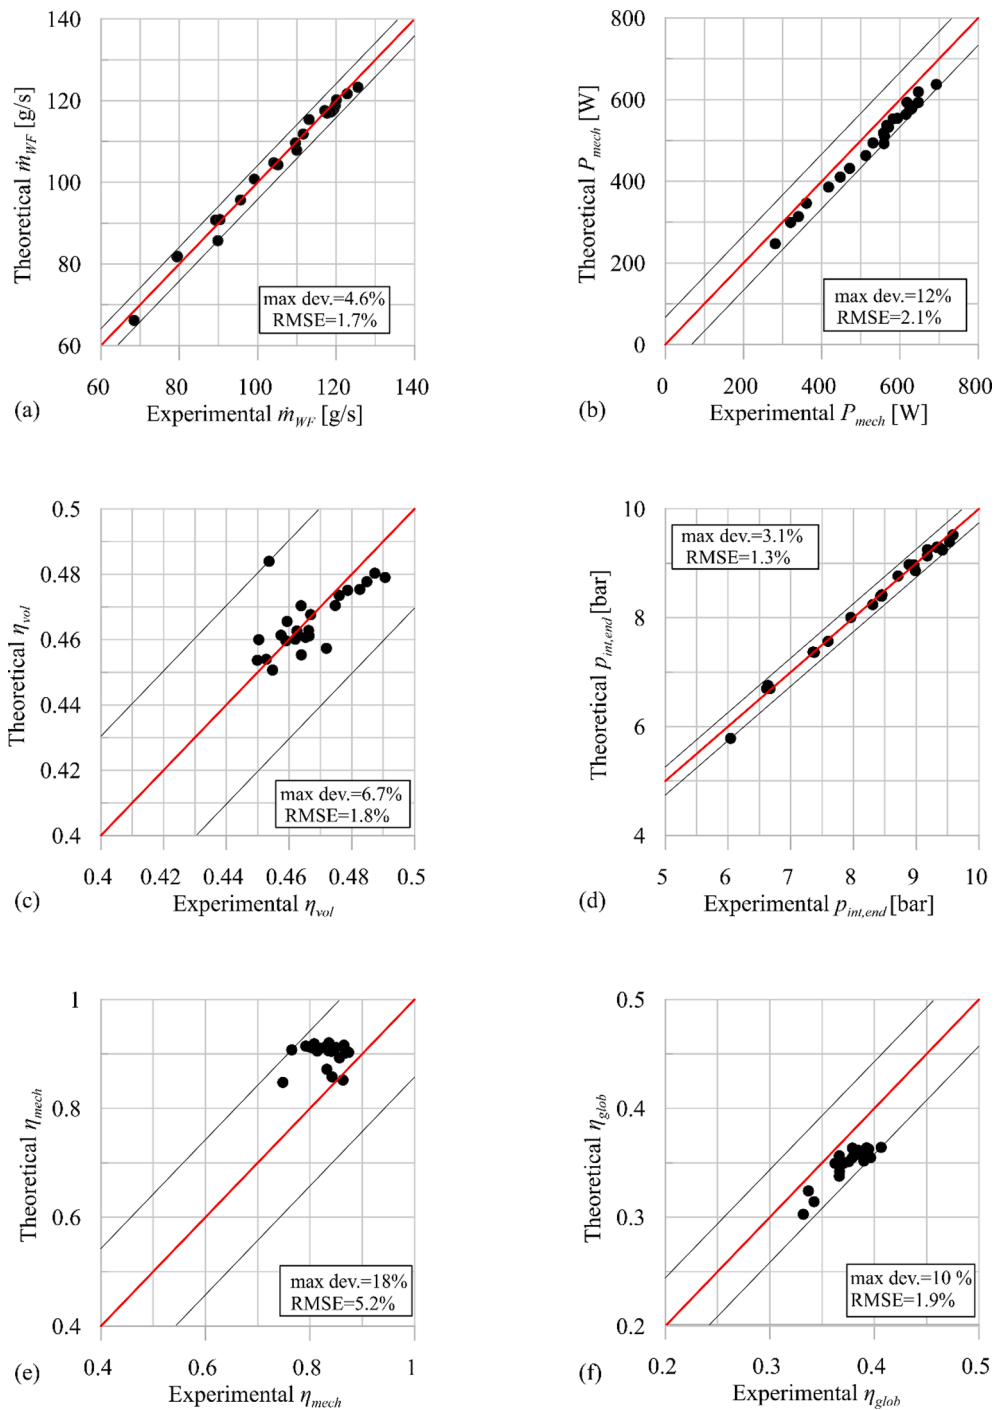 140
120
100
80
60
Theoretical ṁWF [g/s]
max dev.=4.6%
RMSE=1.7%
60 80 100 120 140
(a) Experimental ṁWF [g/s]
800
600
400
200
0
Theoretical Pmech [W]
max dev.=12%
RMSE=2.1%
0 200 400 600 800
(b) Experimental Pmech [W]
0.5
0.48
0.46
0.44
0.42
0.4
Theoretical ηvol
max dev.=6.7%
RMSE=1.8%
0.4 0.42 0.44 0.46 0.48 0.5
(c) Experimental ηvol
10
8
6
4
Theoretical pint,end [bar]
max dev.=3.1%
RMSE=1.3%
5 6 7 8 9 10
(d) Experimental pint,end [bar]
1
0.8
0.6
0.4
Theoretical ηmech
max dev.=18%
RMSE=5.2%
0.4 0.6 0.8 1
(e) Experimental ηmech
0.5
0.4
0.3
0.2
Theoretical ηglob
max dev.=10 %
RMSE=1.9%
0.2 0.3 0.4 0.5
(f) Experimental ηglob